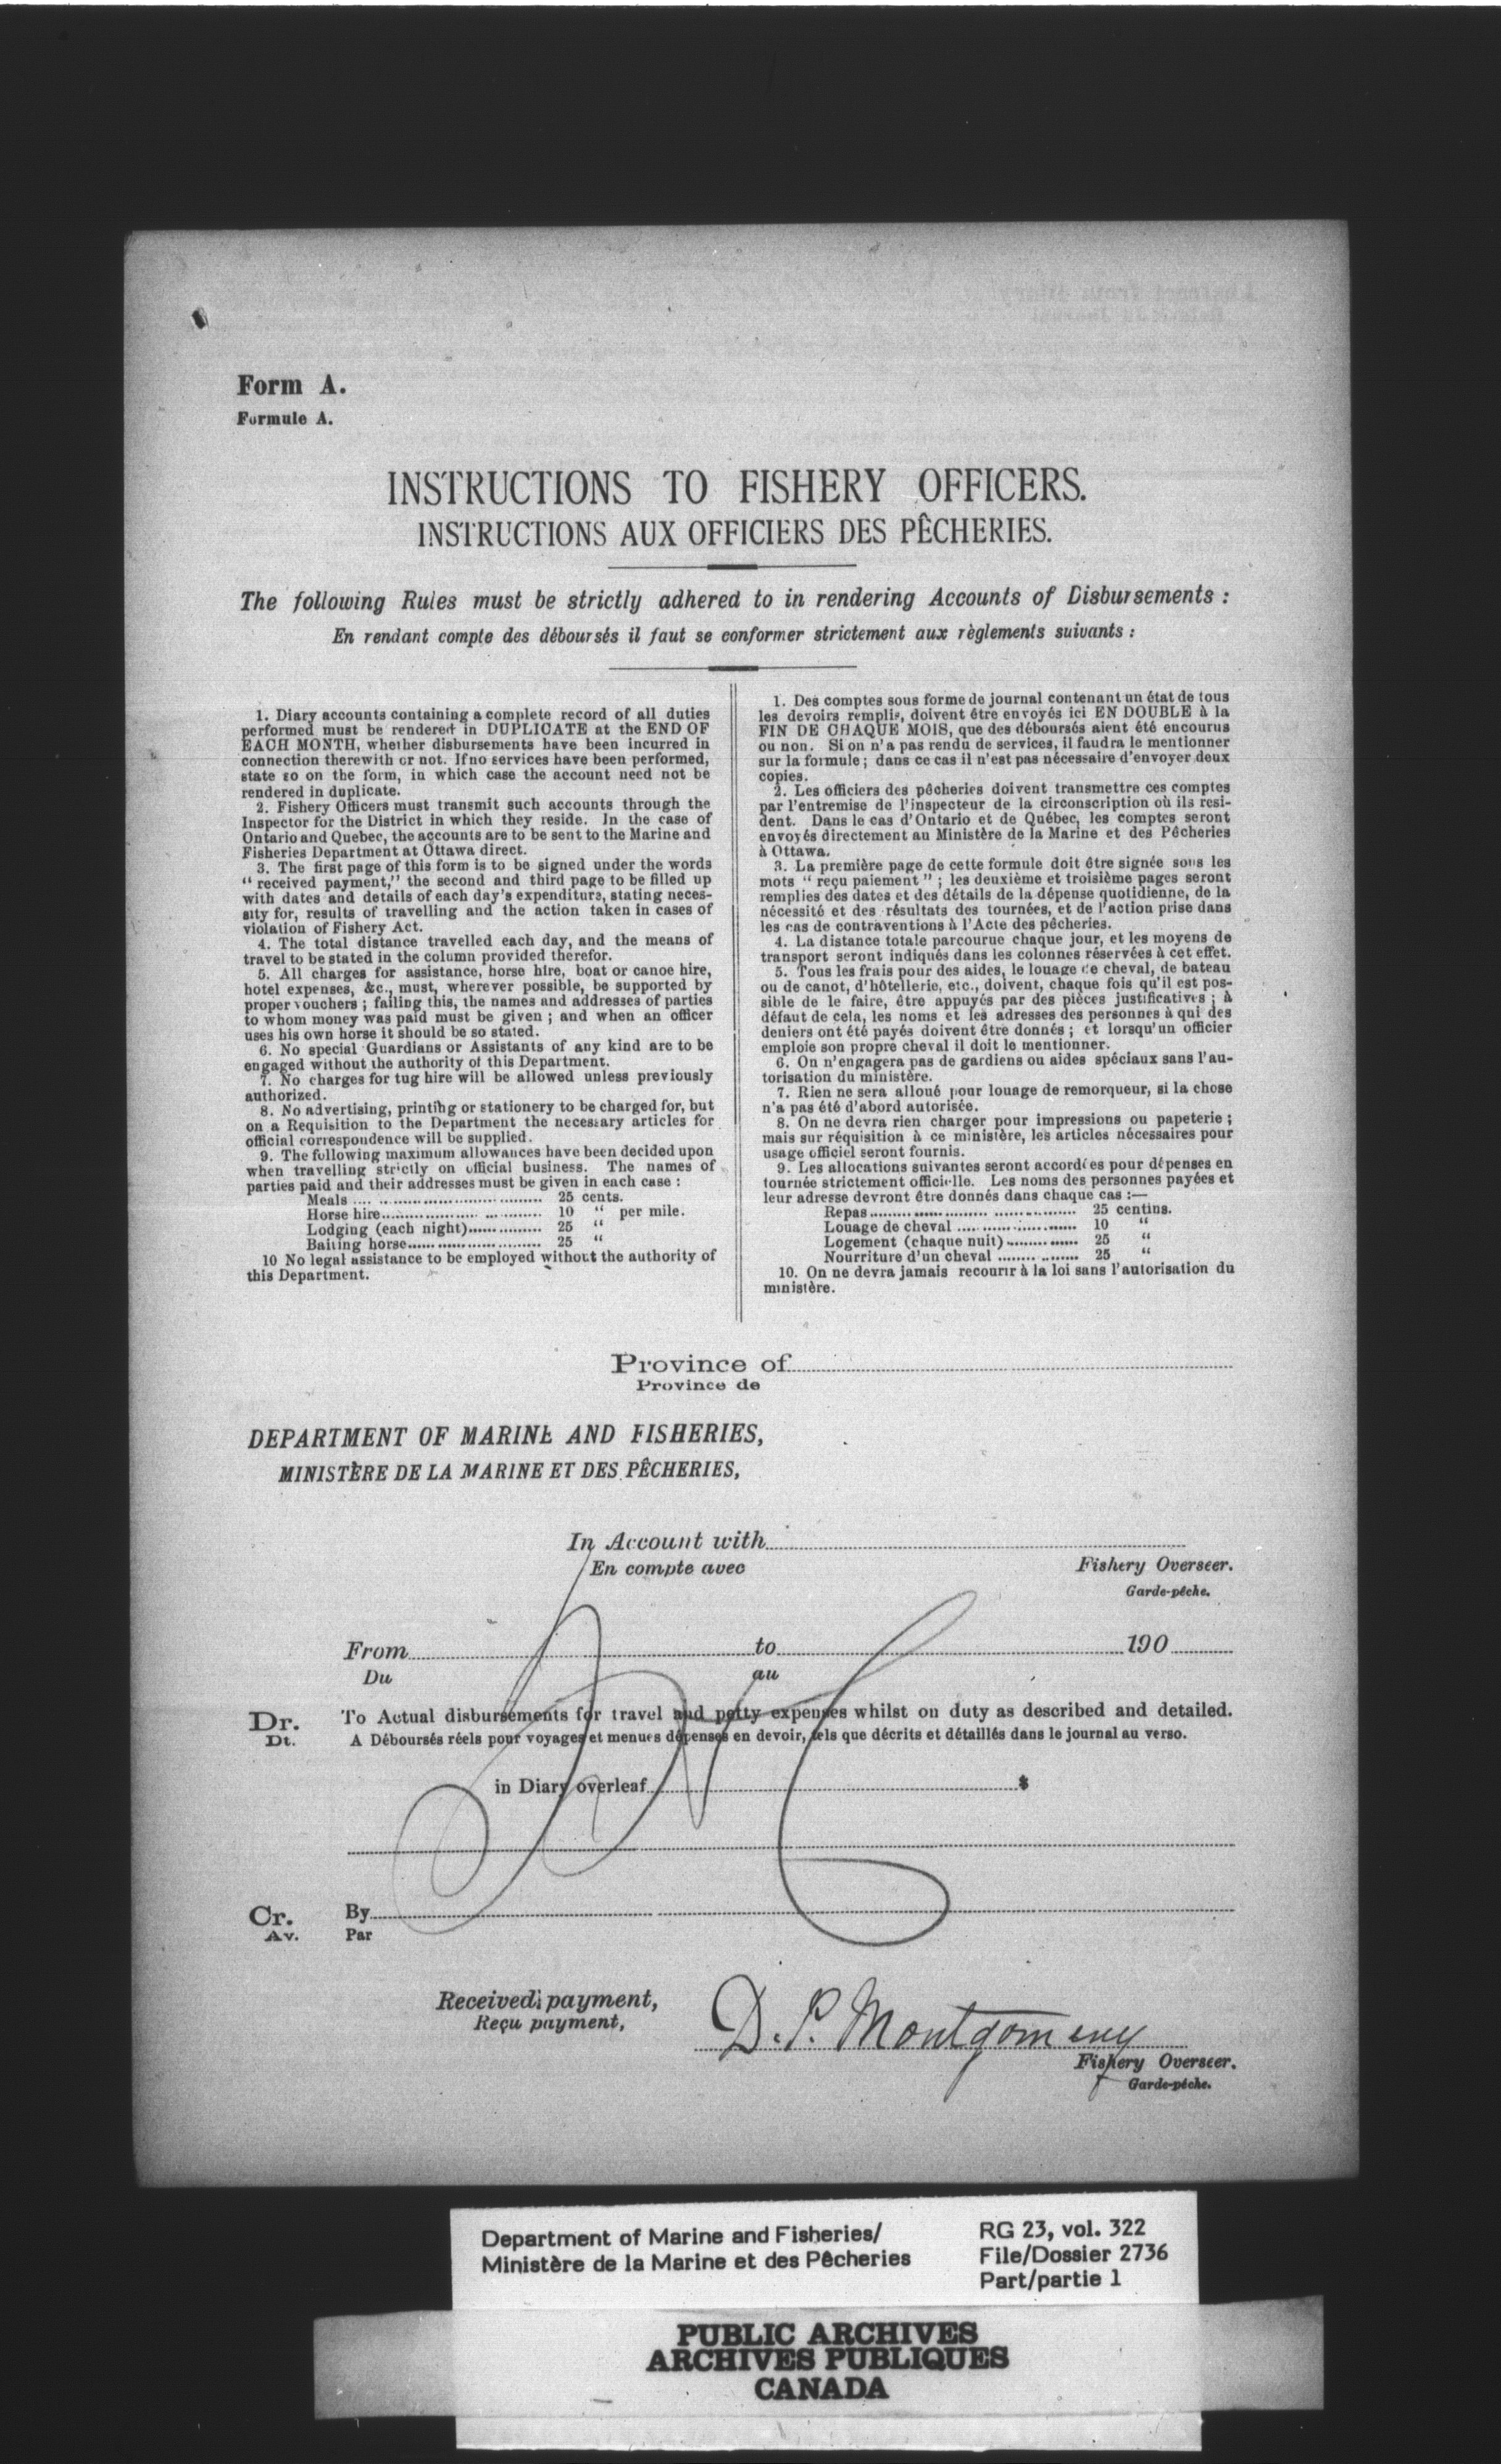 Form A.
Formule A.
INSTRUCTIONS TO FISHERY OFFICERS.
INSTRUCTIONS AUX OFFICIERS DES PÊCHERIES.
The following Rules must be strictly adhered to in rendering Accounts of Disbursements :
En rendant compte des déboursés il faut se conformer strictement aux règlements suivants :
1. Diary accounts containing a complete record of all duties
performed must be rendered in DUPLICATE at the END OF
EACH MONTH, whether disbursements have been incurred in
connection therewith or not. If no services have been performed,
state so on the form, in which case the account need not be
rendered in duplicate.
2. Fishery Officers must transmit such accounts through the
Inspector for the District in which they reside. In the case of
Ontario and Quebec, the accounts are to be sent to the Marine and
Fisheries Department at Ottawa direct.
3. The first page of this form is to be signed under the words
“ received payment,” the second and third page to be filled up
with dates and details of each day's expenditure, stating neces-
sity for, results of travelling and the action taken in cases of
violation of Fishery Act.
4. The total distance travelled each day, and the means of
travel to be stated in the column provided therefor.
5. All charges for assistance, horse hire, boat or canoe hire,
hotel expenses, &c., must, wherever possible, be supported by
proper vouchers ; failing this, the names and addresses of parties
to whom money was paid must be given ; and when an officer
uses his own horse it should be so stated.
6. No special Guardians or Assistants of any kind are to be
engaged without the authority of this Department.
7. No charges for tug hire will be allowed unless previously
authorized.
8. No advertising, printing or stationery to be charged for, but
on a Requisition to the Department the necessary articles for
official correspondence will be supplied.
9. The following maximum allowances have been decided upon
when travelling strictly on official business. The names of
parties paid and their addresses must be given in each case :
Meals .... 25 cents.
Horse hire.... 10 “ per mile.
Lodging (each night).... 25 “
Baiting horse.... 25 “
10 No legal assistance to be employed without the authority of
this Department.
1. Des comptes sous forme de journal contenant un état de tous
les devoirs remplis, doivent être envoyés ici EN DOUBLE à la
FIN DE CHAQUE MOIS, que des déboursés aient été encourus
ou non. Si on n'a pas rendu de services, il faudra le mentionner
sur la formule ; dans ce cas il n'est pas nécessaire d'envoyer deux
copies.
2. Les officiers des pêcheries doivent transmettre ces comptes
par l'entremise de l'inspecteur de la circonscription où ils resi-
dent. Dans le cas d'Ontario et de Québec, les comptes seront
envoyés directement au Ministère de la Marine et des Pêcheries
à Ottawa.
3. La première page de cette formule doit être signée sous les
mots “ reçu paiement ” ; les deuxième et troisième pages seront
remplies des dates et des détails de la dépense quotidienne, de la
nécessité et des résultats des tournées, et de l'action prise dans
les cas de contraventions à l'Acte des pêcheries.
4. La distance totale parcourue chaque jour, et les moyens de
transport seront indiqués dans les colonnes réservées à cet effet.
5. Tous les frais pour des aides, le louage de cheval, de bateau
ou de canot, d'hôtellerie, etc., doivent, chaque fois qu'il est pos-
sible de le faire, être appuyés par des pièces justificatives ; à
défaut de cela, les noms et les adresses des personnes à qui des
deniers ont été payés doivent être donnés ; et lorsqu'un officier
emploie son propre cheval il doit le mentionner.
6. On n'engagera pas de gardiens ou aides spéciaux sans l'au-
torisation du ministère.
7. Rien ne sera alloué pour louage de remorqueur, si la chose
n'a pas été d'abord autorisée.
8. On ne devra rien charger pour impressions ou papeterie ;
mais sur réquisition à ce ministère, les articles nécessaires pour
usage officiel seront fournis.
9. Les allocations suivantes seront accordées pour dépenses en
tournée strictement officielle. Les noms des personnes payées et
leur adresse devront être donnés dans chaque cas :—
Repas.... 25 centins.
Louage de cheval .... 10 “
Logement (chaque nuit) .... 25 “
Nourriture d'un cheval .... 25 “
10. On ne devra jamais recourir à la loi sans l'autorisation du
ministère.
Province of
Province de
DEPARTMENT OF MARINE AND FISHERIES,
MINISTÈRE DE LA MARINE ET DES PÊCHERIES,
In Account with
En compte avec
Fishery Overseer.
Garde-pêche.
From to 190
Du au
Dr. To Actual disbursements for travel and petty expenses whilst on duty as described and detailed.
Dt. A Déboursés réels pour voyages et menues dépenses en devoir, tels que décrits et détaillés dans le journal au verso.
in Diary overleaf $
Cr. By
Av. Par
Received payment,
Reçu payment,
D. P. Montgomery
Fishery Overseer.
Garde-pêche.
Department of Marine and Fisheries/
Ministère de la Marine et des Pêcheries
RG 23, vol. 322
File/Dossier 2736
Part/partie 1
PUBLIC ARCHIVES
ARCHIVES PUBLIQUES
CANADA